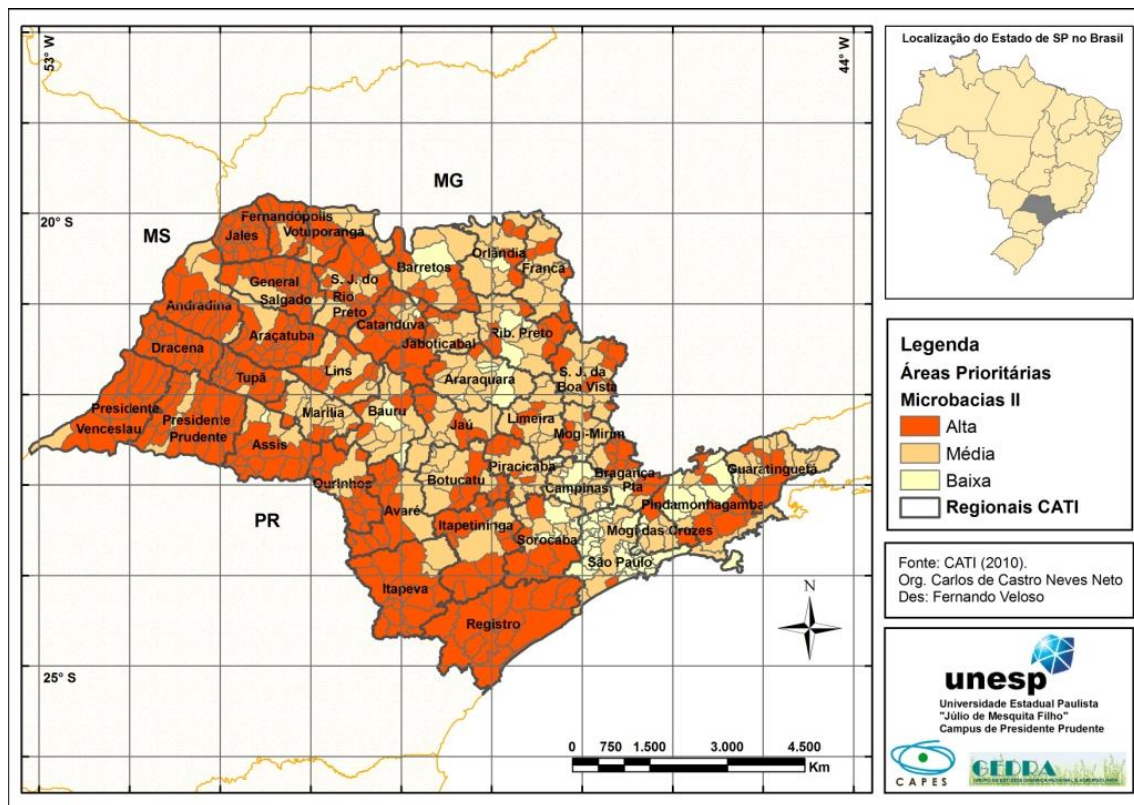 53° W
44° W
20° S
25° S
MG
MS
PR
Fernandópolis
Jales
Votuporanga
General
Salgado
S. J. do
Rio
Preto
Barretos
Orlândia
Franca
Andradina
Araçatuba
Catanduva
Jaboticabal
Rib. Preto
Dracena
Tupã
Lins
Araraquara
S. J. da
Boa Vista
Presidente
Venceslau
Presidente
Prudente
Marília
Bauru
Jaú
Limeira
Mogi-Mirim
Assis
Ourinhos
Botucatu
Piracicaba
Campinas
Bragança
Pta
Guaratinguetá
Pindamonhagamba
Avaré
Itapetininga
Sorocaba
Mogi das Cruzes
São Paulo
Itapeva
Registro
N
0 750 1.500 3.000 4.500
Km
Localização do Estado de SP no Brasil
Legenda
Áreas Prioritárias
Microbacias II
Alta
Média
Baixa
Regionais CATI
Fonte: CATI (2010).
Org. Carlos de Castro Neves Neto
Des: Fernando Veloso
unesp
Universidade Estadual Paulista
"Júlio de Mesquita Filho"
Campus de Presidente Prudente
CAPES
GEDRA